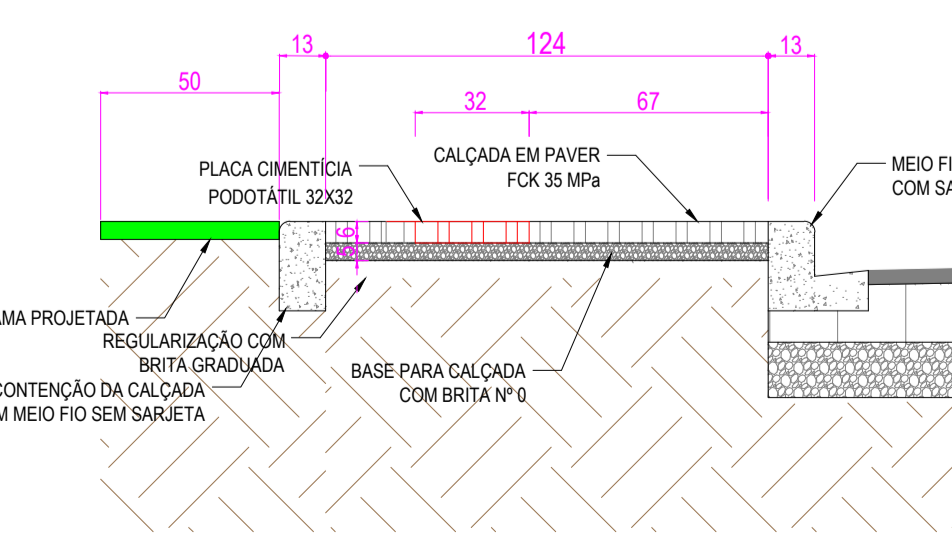 13
124
13
50
32
67
PLACA CIMENTÍCIA
PODOTÁTIL 32X32
CALÇADA EM PAVER
FCK 35 MPa
MEIO FI
COM SA
6
5
AMA PROJETADA
REGULARIZAÇÃO COM
BRITA GRADUADA
CONTENÇÃO DA CALÇADA
M MEIO FIO SEM SARJETA
BASE PARA CALÇADA
COM BRITA Nº 0